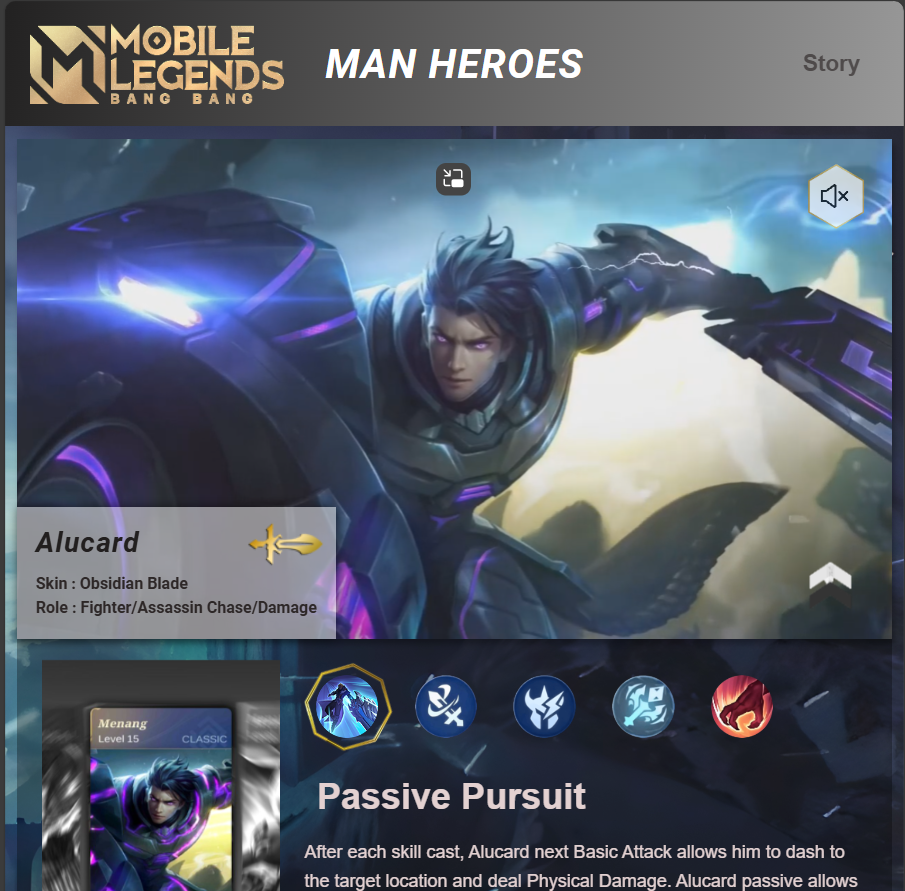 MOBILE
LEGENDS
BANG BANG
MAN HEROES
Story
Alucard
Skin : Obsidian Blade
Role : Fighter/Assassin Chase/Damage
Menang
Level 15
CLASSIC
Passive Pursuit
After each skill cast, Alucard next Basic Attack allows him to dash to
the target location and deal Physical Damage. Alucard passive allows